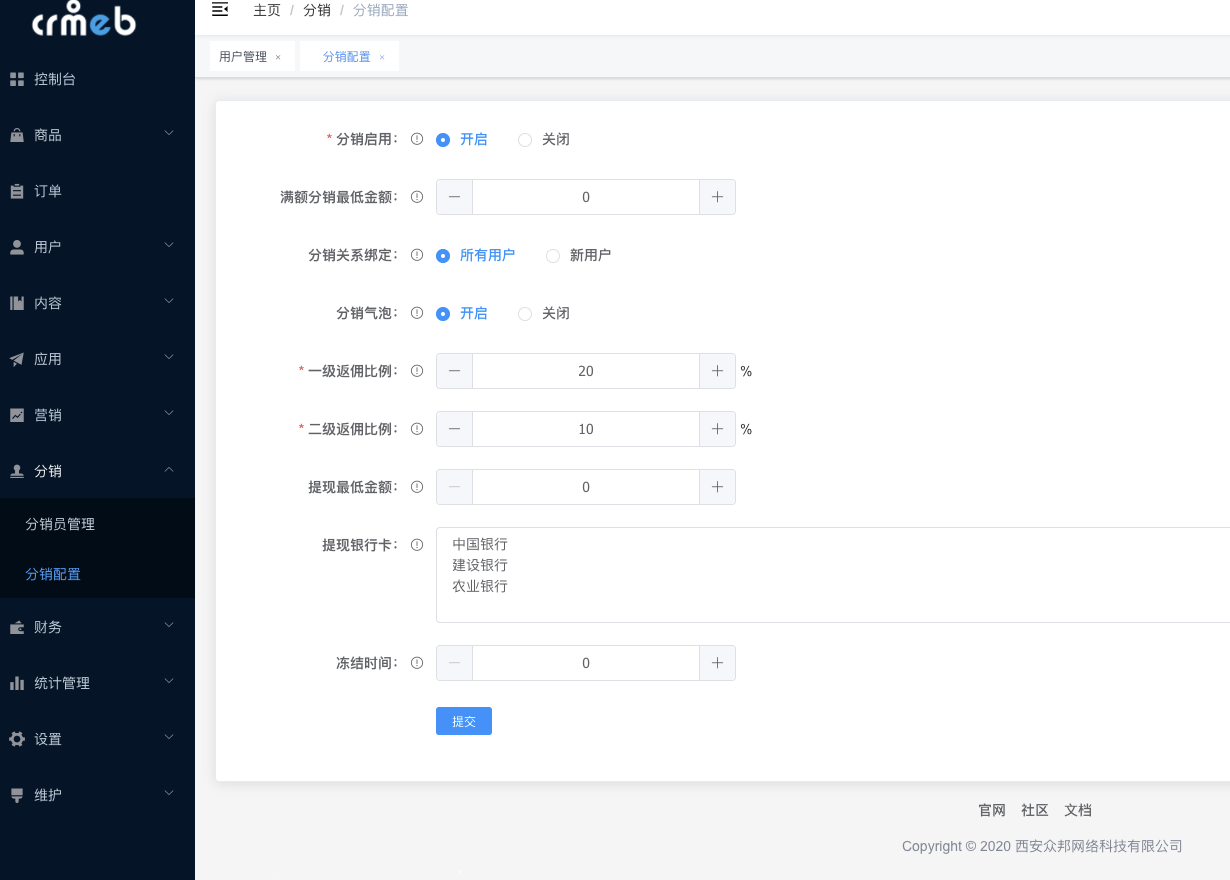 crmeb
主页 / 分销 / 分销配置
用户管理 ×
分销配置 ×
控制台
商品
订单
用户
内容
应用
营销
分销
分销员管理
分销配置
财务
统计管理
设置
维护
* 分销启用： 开启 关闭
满额分销最低金额： 0
分销关系绑定： 所有用户 新用户
分销气泡： 开启 关闭
* 一级返佣比例： 20 %
* 二级返佣比例： 10 %
提现最低金额： 0
提现银行卡： 中国银行
建设银行
农业银行
冻结时间： 0
提交
官网 社区 文档
Copyright © 2020 西安众邦网络科技有限公司